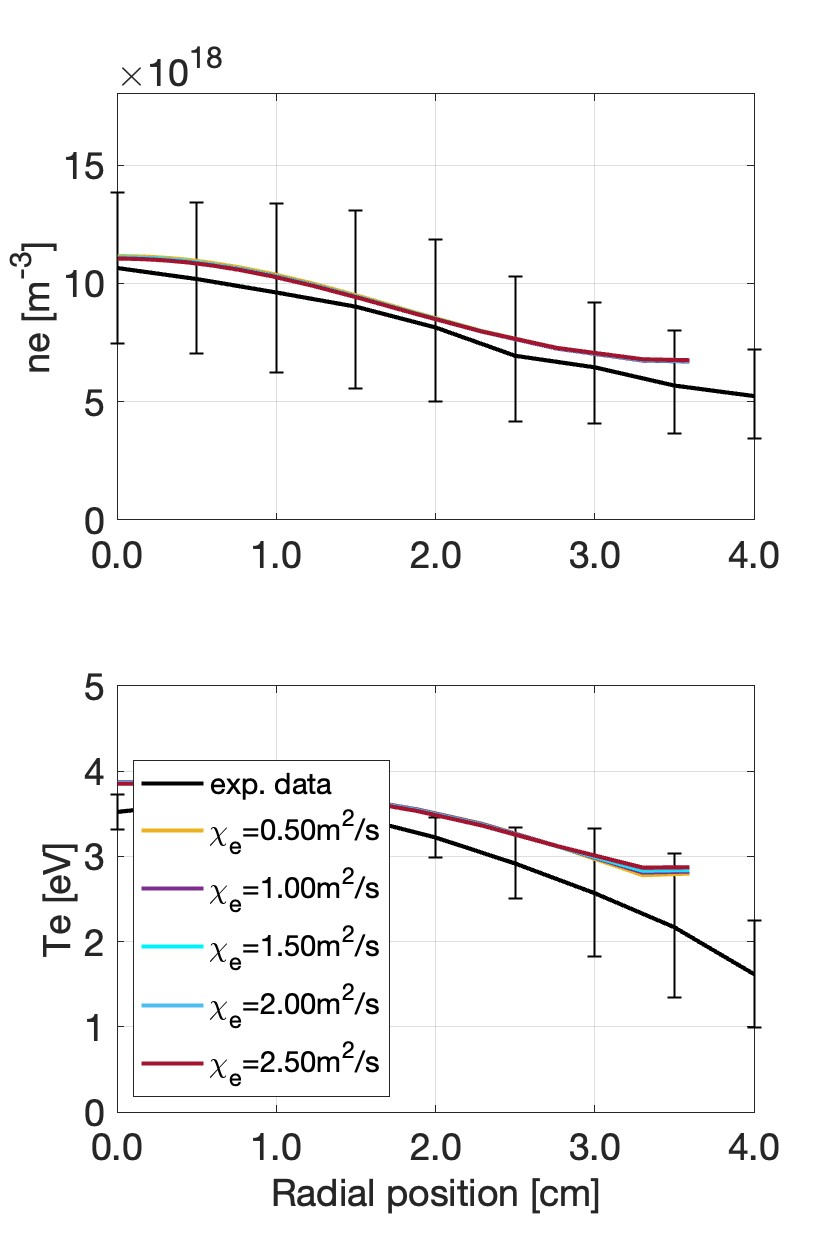 ×10^18
15
ne [m^-3]
10
5
0
0.0 1.0 2.0 3.0 4.0
5
4
exp. data
χe=0.50m^2/s
3
Te [eV]
χe=1.00m^2/s
2
χe=1.50m^2/s
χe=2.00m^2/s
1
χe=2.50m^2/s
0
0.0 1.0 2.0 3.0 4.0
Radial position [cm]